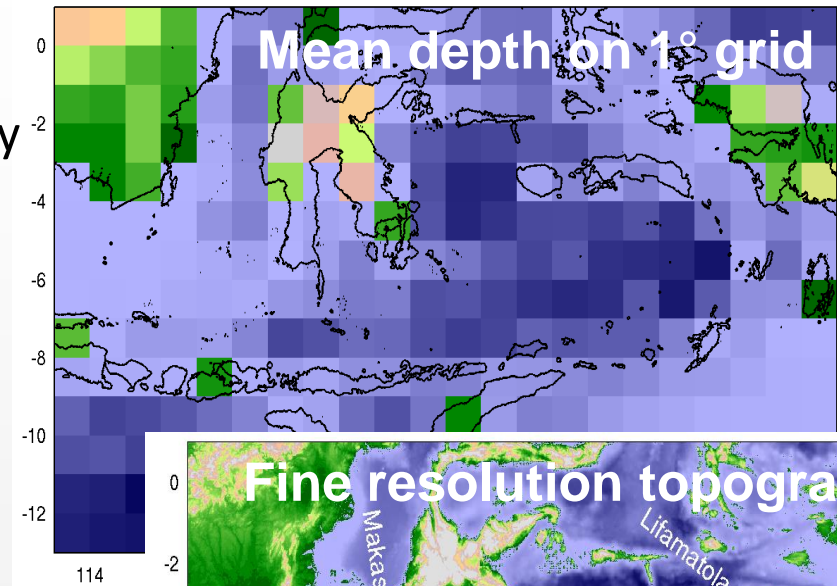 Mean depth on 1° grid
y
0
-2
-4
-6
-8
-10
-12
114
Fine resolution topogra
0
-2
Makas
Lifamatola